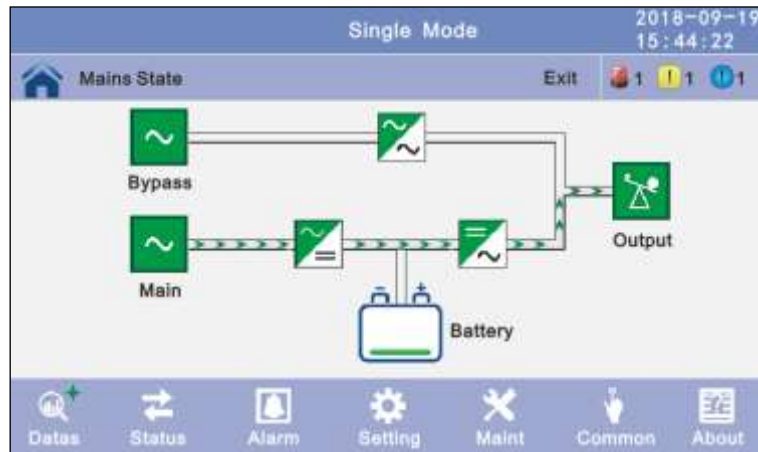 Single Mode
2018-09-19
15:44:22
Mains State
Exit
1
1
1
Bypass
Main
Output
Battery
Datas
Status
Alarm
Setting
Maint
Common
About